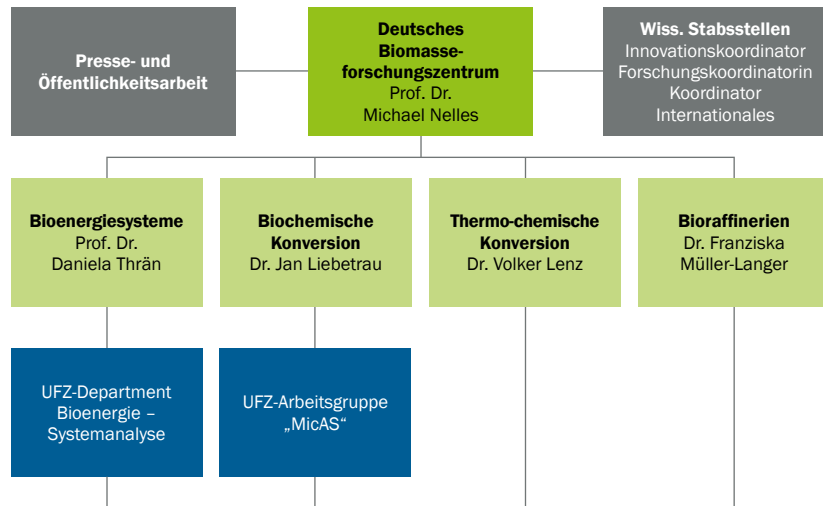 Presse- und
Öffentlichkeitsarbeit
Deutsches
Biomasse-
forschungszentrum
Prof. Dr.
Michael Nelles
Wiss. Stabsstellen
Innovationskoordinator
Forschungskoordinatorin
Koordinator
Internationales
Bioenergiesysteme
Prof. Dr.
Daniela Thrän
Biochemische
Konversion
Dr. Jan Liebetrau
Thermo-chemische
Konversion
Dr. Volker Lenz
Bioraffinerien
Dr. Franziska
Müller-Langer
UFZ-Department
Bioenergie –
Systemanalyse
UFZ-Arbeitsgruppe
„MicAS“